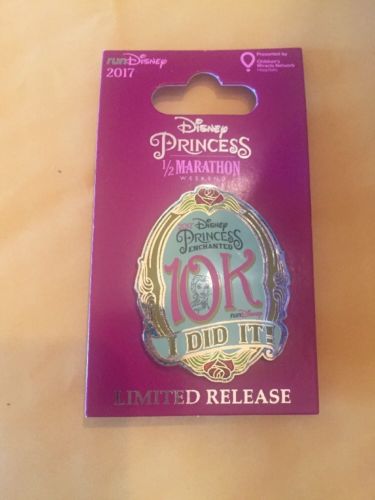 runDisney
2017
Presented by
Children's
Miracle Network
Hospitals
Disney
PRINCESS
1/2 MARATHON
WEEKEND
2017 Disney
PRINCESS
ENCHANTED
10K
runDisney
I DID IT!
LIMITED RELEASE